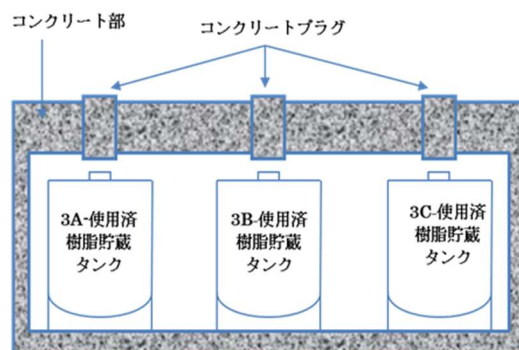 コンクリート部
コンクリートプラグ
3A-使用済
樹脂貯蔵
タンク
3B-使用済
樹脂貯蔵
タンク
3C-使用済
樹脂貯蔵
タンク